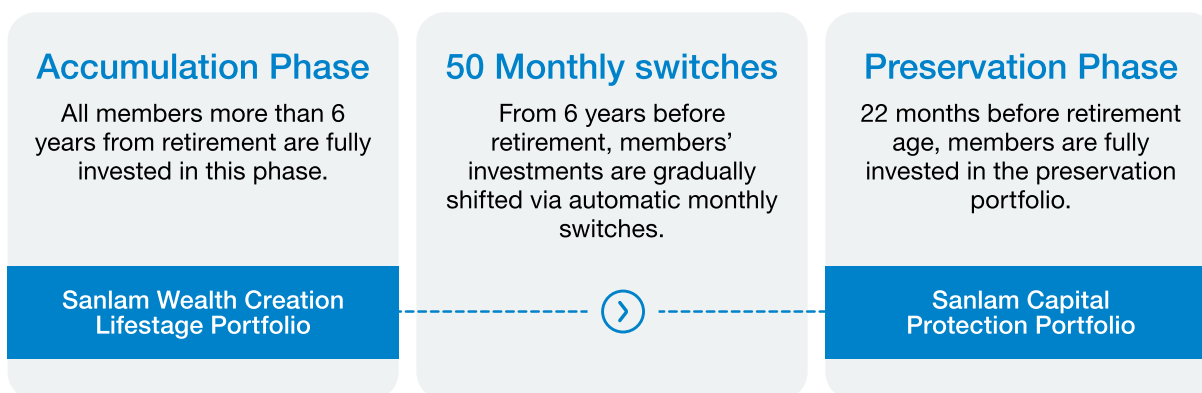 Accumulation Phase
All members more than 6
years from retirement are fully
invested in this phase.
Sanlam Wealth Creation
Lifestage Portfolio
50 Monthly switches
From 6 years before
retirement, members’
investments are gradually
shifted via automatic monthly
switches.
Preservation Phase
22 months before retirement
age, members are fully
invested in the preservation
portfolio.
Sanlam Capital
Protection Portfolio